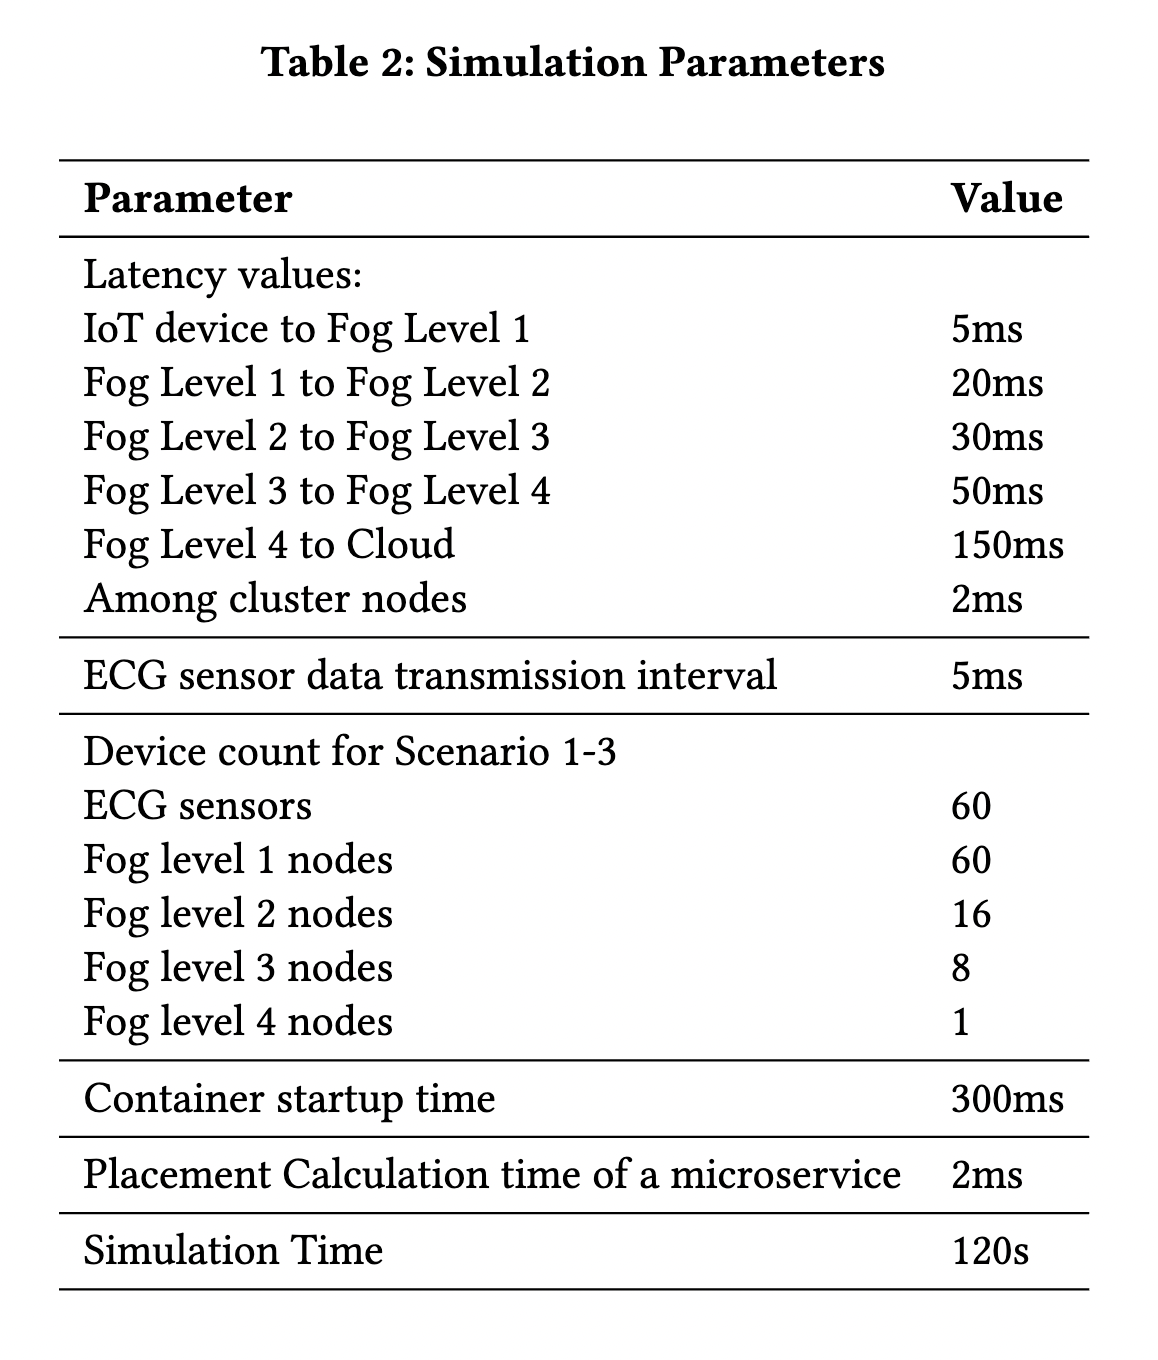 Table 2: Simulation Parameters
Parameter Value
Latency values:
IoT device to Fog Level 1 5ms
Fog Level 1 to Fog Level 2 20ms
Fog Level 2 to Fog Level 3 30ms
Fog Level 3 to Fog Level 4 50ms
Fog Level 4 to Cloud 150ms
Among cluster nodes 2ms
ECG sensor data transmission interval 5ms
Device count for Scenario 1-3
ECG sensors 60
Fog level 1 nodes 60
Fog level 2 nodes 16
Fog level 3 nodes 8
Fog level 4 nodes 1
Container startup time 300ms
Placement Calculation time of a microservice 2ms
Simulation Time 120s